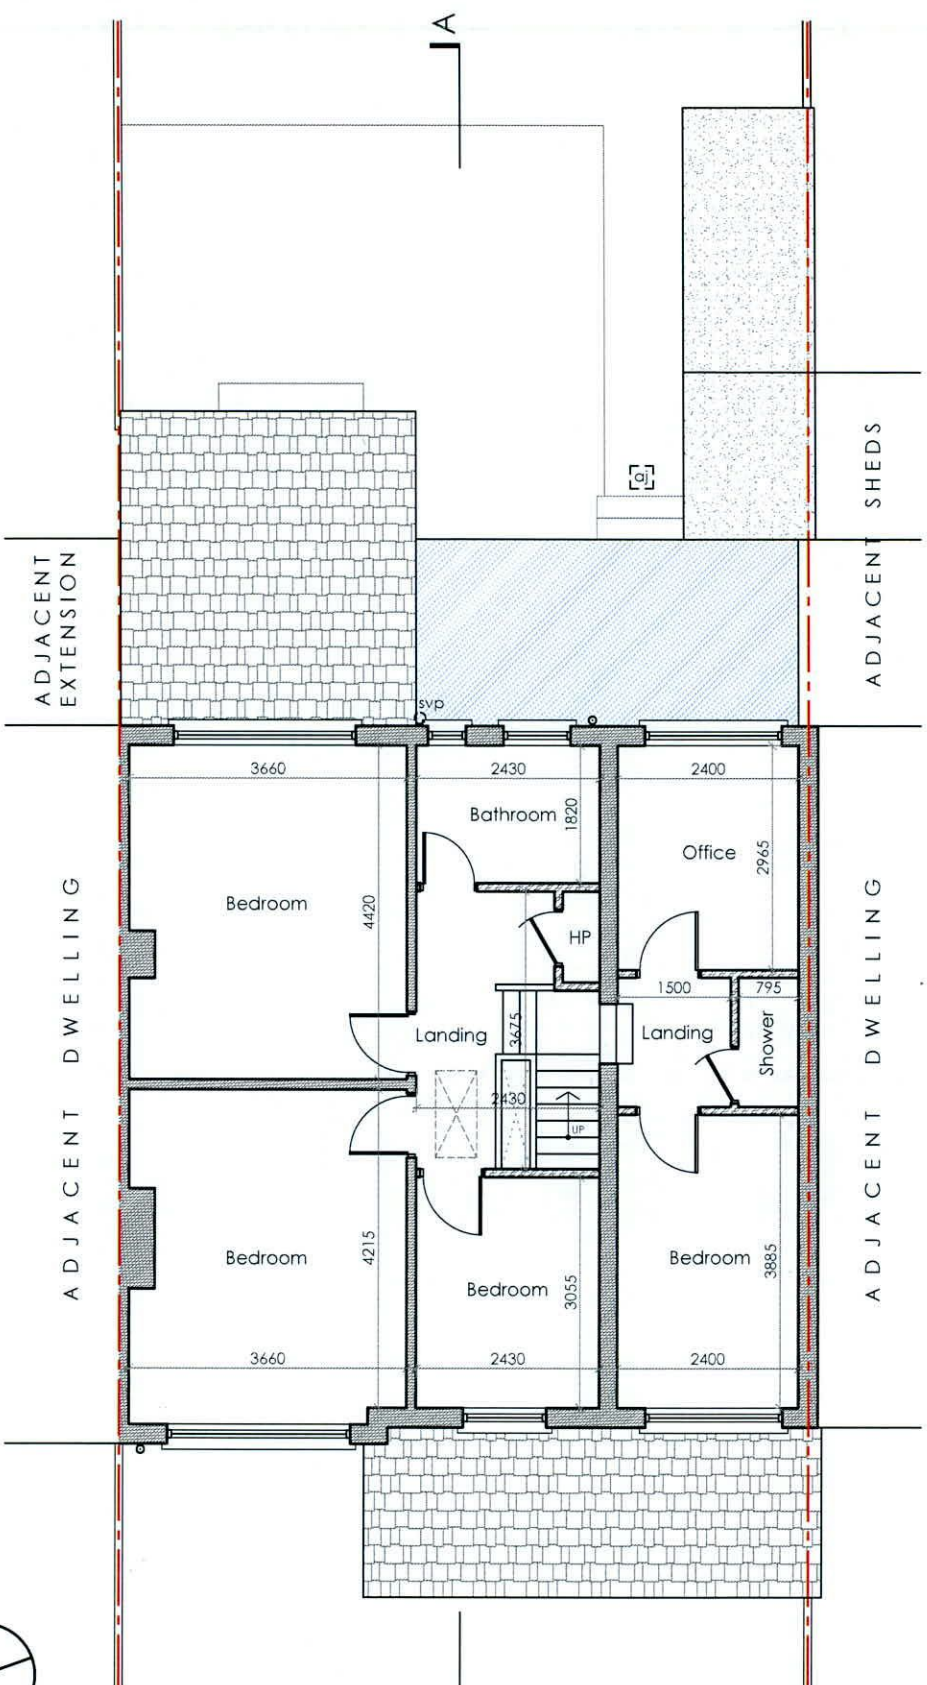 A
aj
ADJACENT SHEDS
ADJACENT
EXTENSION
svp
3660
2430
2400
Bathroom
1820
Office
2965
Bedroom
4420
HP
1500
795
Landing
3675
Landing
Shower
2430
UP
Bedroom
4215
Bedroom
3055
Bedroom
3885
3660
2430
2400
ADJACENT DWELLING
ADJACENT DWELLING